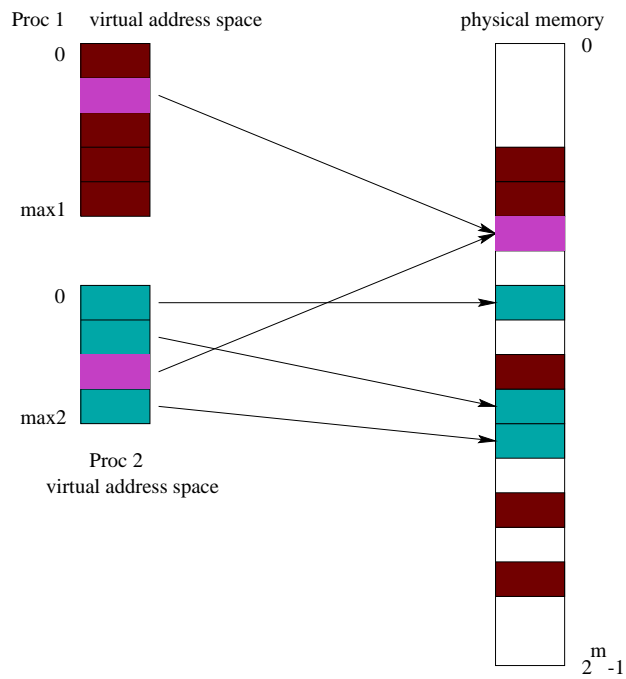 Proc 1 virtual address space
physical memory
0
0
max1
0
max2
Proc 2
virtual address space
m
2 -1